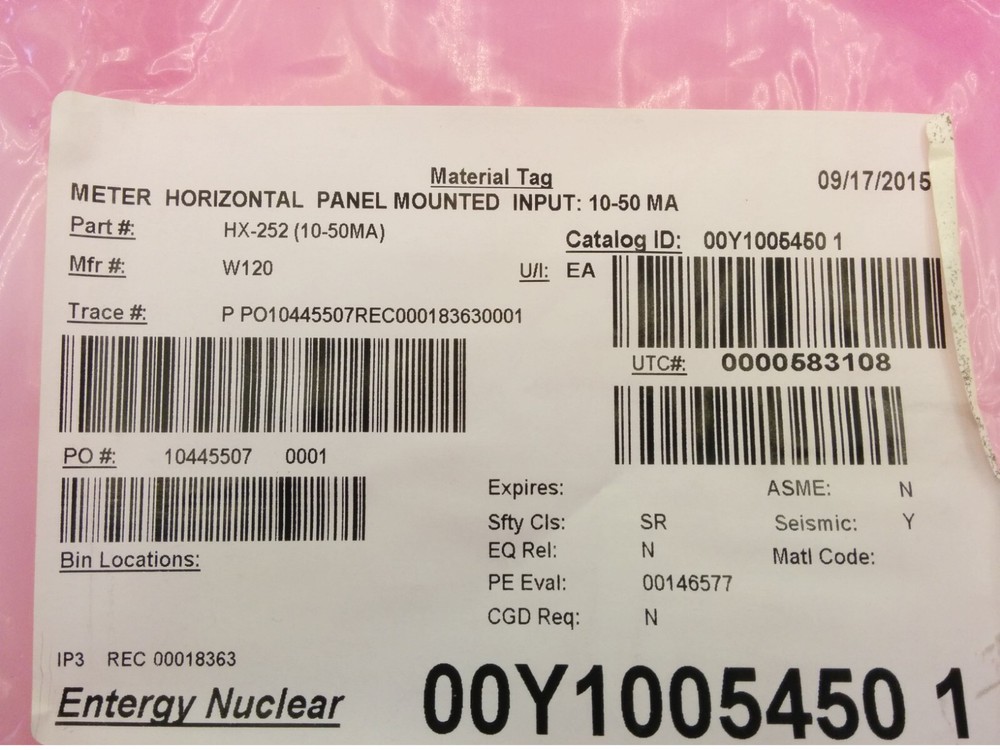 Material Tag
09/17/2015
METER HORIZONTAL PANEL MOUNTED INPUT: 10-50 MA
Part #: HX-252 (10-50MA)
Catalog ID: 00Y1005450 1
Mfr #: W120
U/I: EA
Trace #: P PO10445507REC000183630001
UTC#: 0000583108
PO #: 10445507 0001
Expires:
ASME: N
Sfty Cls: SR
Seismic: Y
EQ Rel: N
Matl Code:
Bin Locations:
PE Eval: 00146577
CGD Req: N
IP3 REC 00018363
Entergy Nuclear
00Y1005450 1